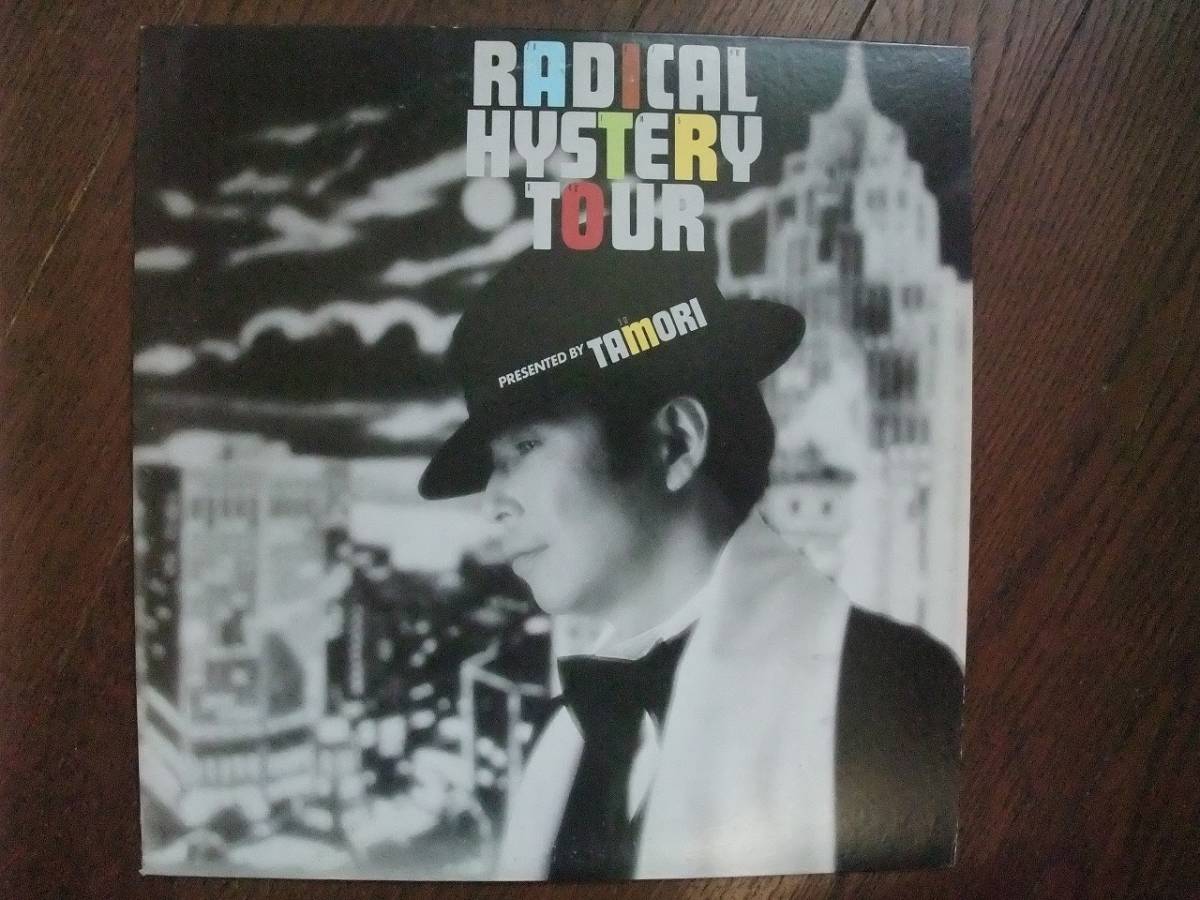 RADICAL
HYSTERY
TOUR
PRESENTED BY TAMORI